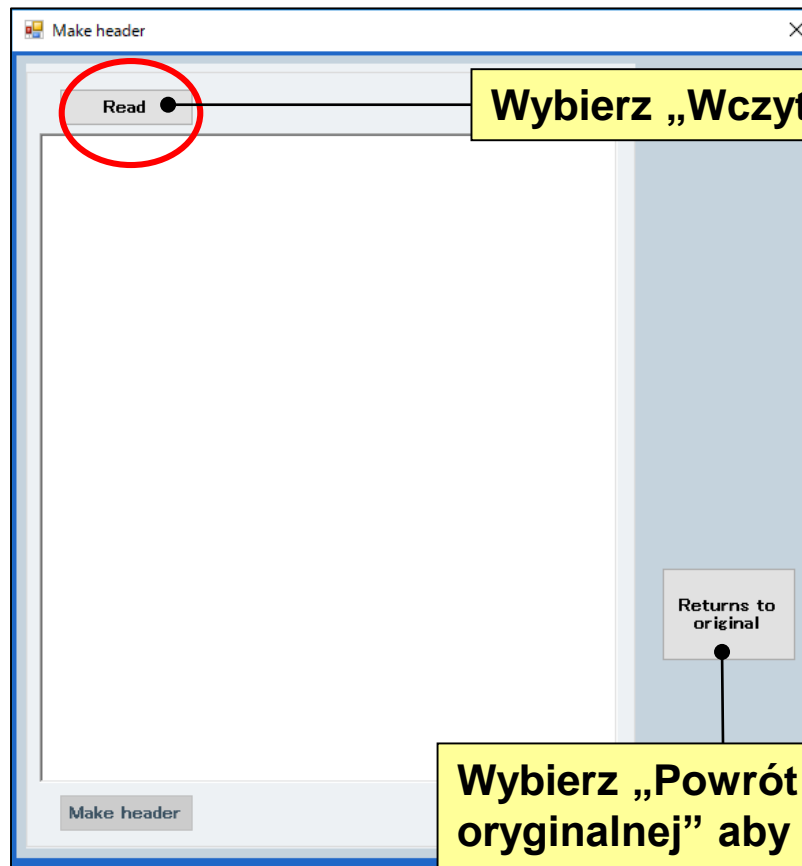 Make header
Read
Wybierz „Wczyt
Returns to
original
Wybierz „Powrót
oryginalnej” aby
Make header